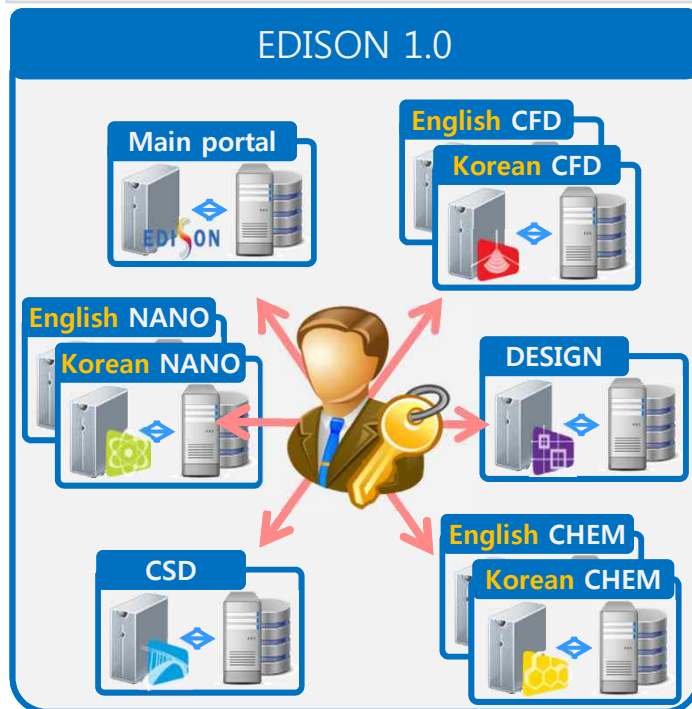 EDISON 1.0
Main portal
EDISON
English CFD
Korean CFD
English NANO
Korean NANO
DESIGN
CSD
English CHEM
Korean CHEM